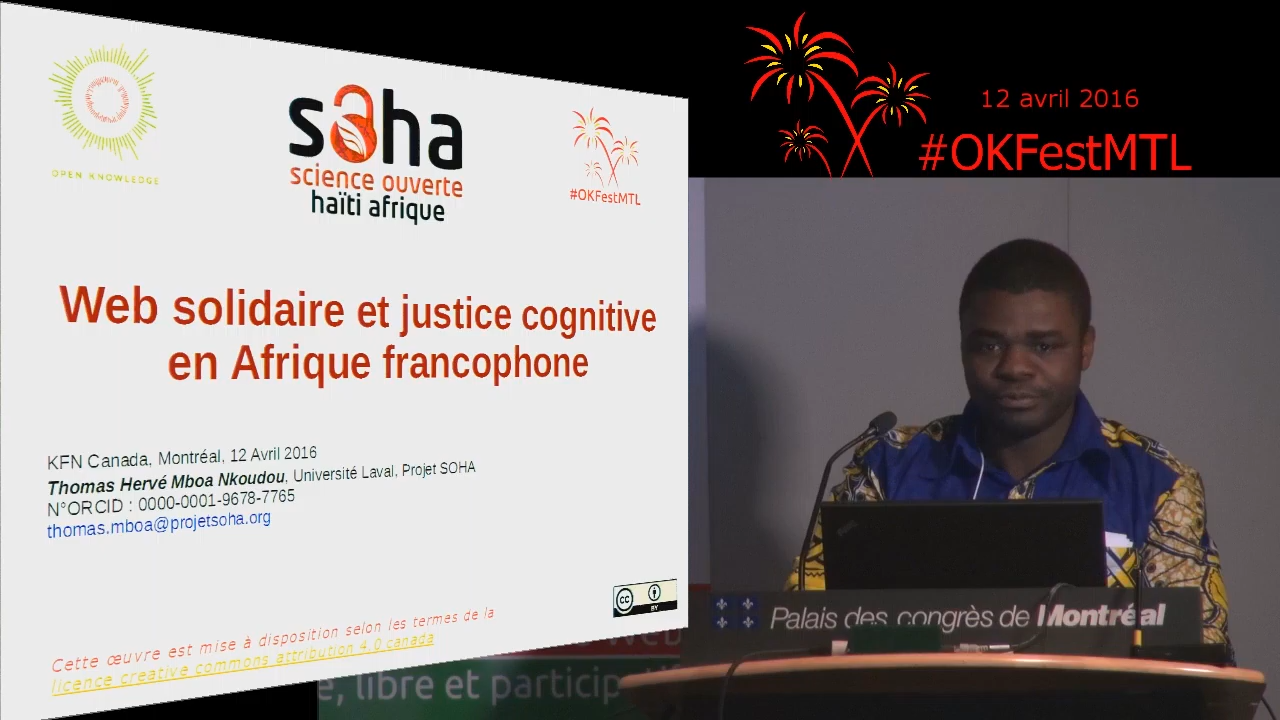 OPEN KNOWLEDGE
soha
science ouverte
haïti afrique
#OKFestMTL
12 avril 2016
#OKFestMTL
Web solidaire et justice cognitive
en Afrique francophone
KFN Canada, Montréal, 12 Avril 2016
Thomas Hervé Mboa Nkoudou, Université Laval, Projet SOHA
N°ORCID : 0000-0001-9678-7765
thomas.mboa@projetsoha.org
cc
BY
Cette œuvre est mise à disposition selon les termes de la
licence creative commons attribution 4.0 canada
Palais des congrès de Montréal
libre et particip